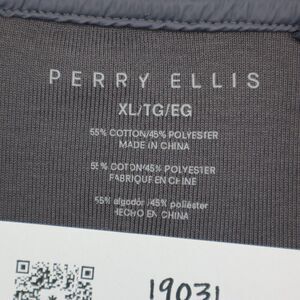 PERRY ELLIS
XL/TG/EG
55% COTTON/45% POLYESTER
MADE IN CHINA
55% COTON/45% POLYESTER
FABRIQUÉ EN CHINE
55% algodón /45% poliéster
HECHO EN CHINA
19031